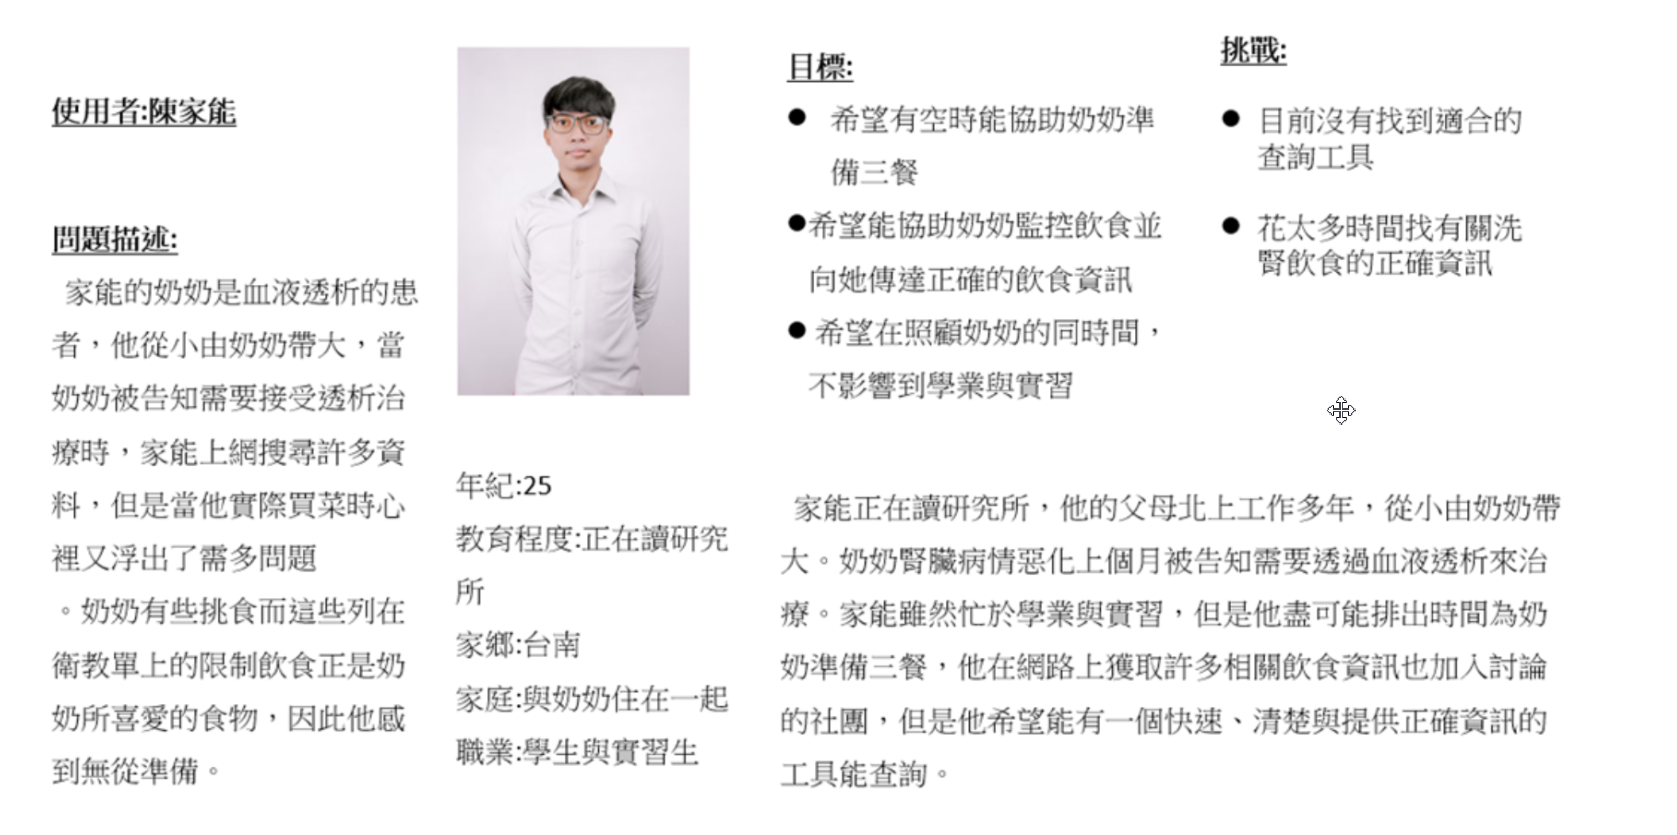 使用者:陳家能
問題描述:
家能的奶奶是血液透析的患
者，他從小由奶奶帶大，當
奶奶被告知需要接受透析治
療時，家能上網搜尋許多資
料，但是當他實際買菜時心
裡又浮出了需多問題
。奶奶有些挑食而這些列在
衛教單上的限制飲食正是奶
奶所喜愛的食物，因此他感
到無從準備。
年紀:25
教育程度:正在讀研究
所
家鄉:台南
家庭:與奶奶住在一起
職業:學生與實習生
目標:
● 希望有空時能協助奶奶準
備三餐
●希望能協助奶奶監控飲食並
向她傳達正確的飲食資訊
● 希望在照顧奶奶的同時間，
不影響到學業與實習
挑戰:
● 目前沒有找到適合的
查詢工具
● 花太多時間找有關洗
腎飲食的正確資訊
家能正在讀研究所，他的父母北上工作多年，從小由奶奶帶
大。奶奶腎臟病情惡化上個月被告知需要透過血液透析來治
療。家能雖然忙於學業與實習，但是他盡可能排出時間為奶
奶準備三餐，他在網路上獲取許多相關飲食資訊也加入討論
的社團，但是他希望能有一個快速、清楚與提供正確資訊的
工具能查詢。